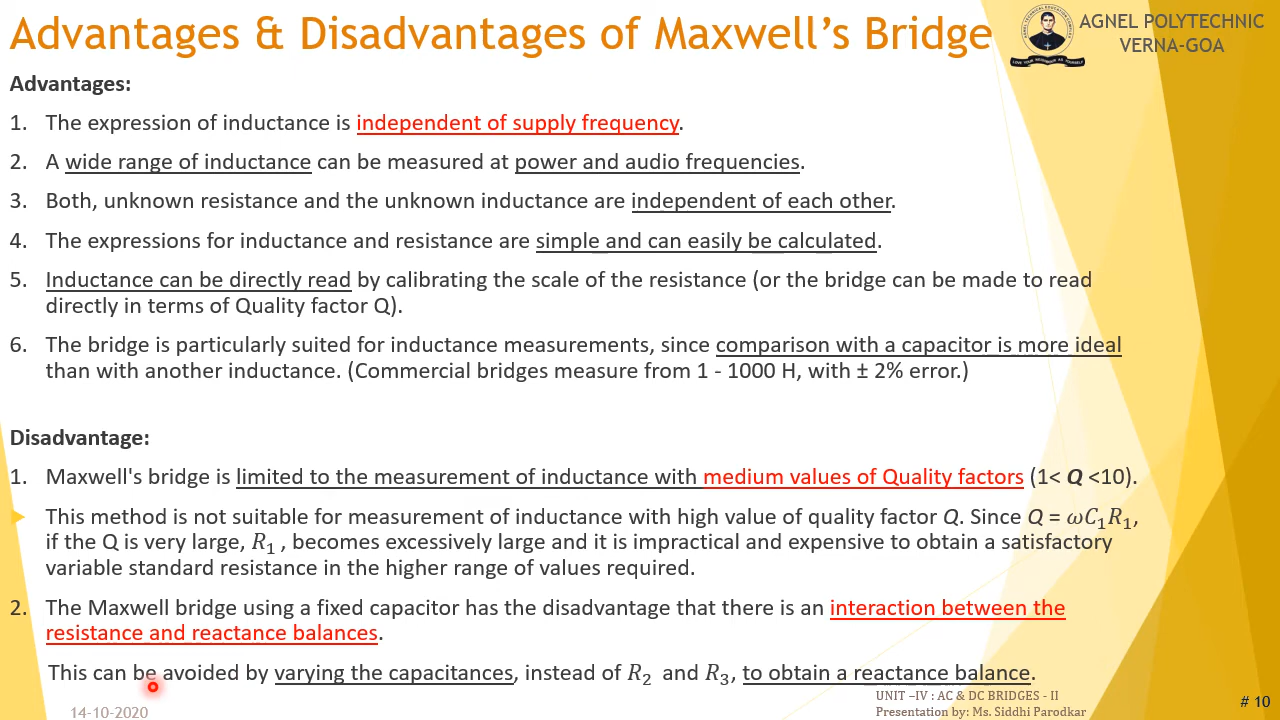 Advantages & Disadvantages of Maxwell's Bridge
AGNEL POLYTECHNIC
VERNA-GOA
LOVE YOUR NEIGHBOUR AS YOURSELF
Advantages:
1. The expression of inductance is independent of supply frequency.
2. A wide range of inductance can be measured at power and audio frequencies.
3. Both, unknown resistance and the unknown inductance are independent of each other.
4. The expressions for inductance and resistance are simple and can easily be calculated.
5. Inductance can be directly read by calibrating the scale of the resistance (or the bridge can be made to read
directly in terms of Quality factor Q).
6. The bridge is particularly suited for inductance measurements, since comparison with a capacitor is more ideal
than with another inductance. (Commercial bridges measure from 1 - 1000 H, with ± 2% error.)
Disadvantage:
1. Maxwell's bridge is limited to the measurement of inductance with medium values of Quality factors (1< Q <10).
This method is not suitable for measurement of inductance with high value of quality factor Q. Since Q = ωC₁R₁,
if the Q is very large, R₁ , becomes excessively large and it is impractical and expensive to obtain a satisfactory
variable standard resistance in the higher range of values required.
2. The Maxwell bridge using a fixed capacitor has the disadvantage that there is an interaction between the
resistance and reactance balances.
This can be avoided by varying the capacitances, instead of R₂ and R₃, to obtain a reactance balance.
14-10-2020
UNIT –IV : AC & DC BRIDGES - II
Presentation by: Ms. Siddhi Parodkar
# 10